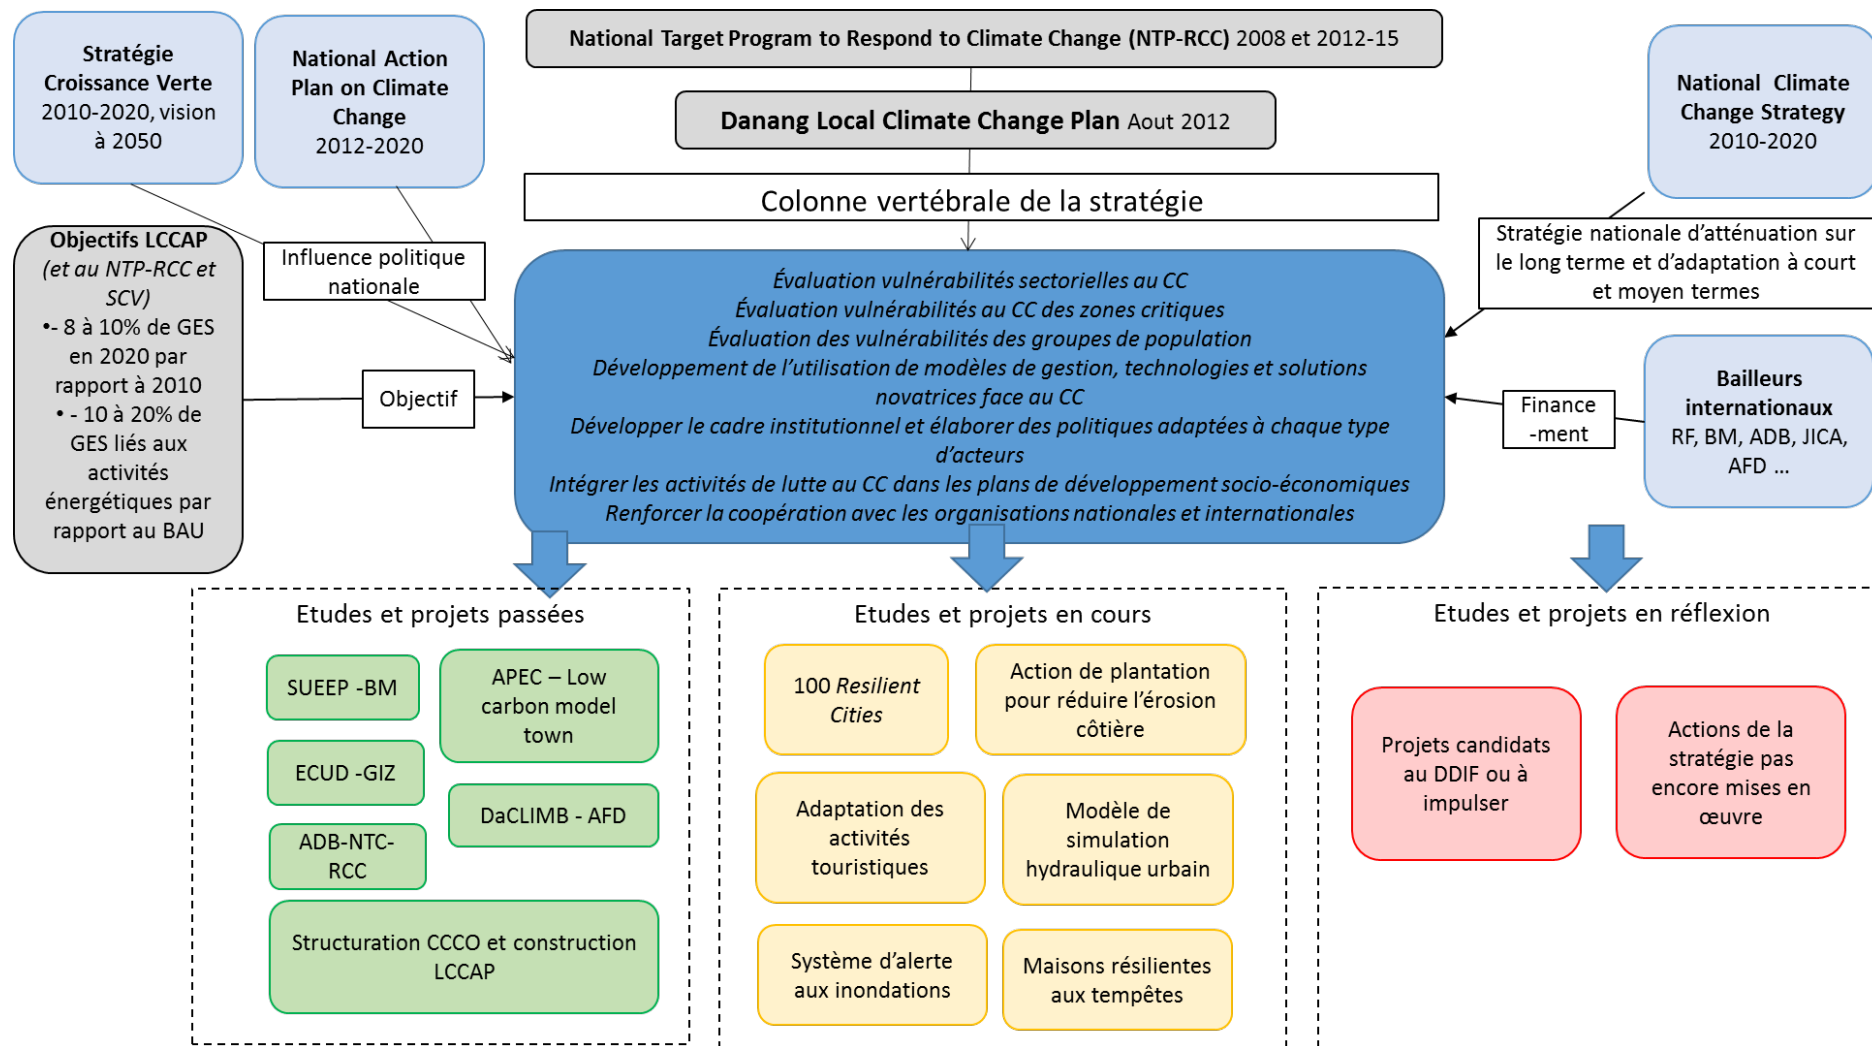 Stratégie
Croissance Verte
2010-2020, vision
à 2050
National Action
Plan on Climate
Change
2012-2020
National Target Program to Respond to Climate Change (NTP-RCC) 2008 et 2012-15
Danang Local Climate Change Plan Aout 2012
National Climate
Change Strategy
2010-2020
Colonne vertébrale de la stratégie
Objectifs LCCAP
(et au NTP-RCC et
SCV)
•- 8 à 10% de GES
en 2020 par
rapport à 2010
• - 10 à 20% de
GES liés aux
activités
énergétiques par
rapport au BAU
Influence politique
nationale
Objectif
Évaluation vulnérabilités sectorielles au CC
Évaluation vulnérabilités au CC des zones critiques
Évaluation des vulnérabilités des groupes de population
Développement de l’utilisation de modèles de gestion, technologies et solutions
novatrices face au CC
Développer le cadre institutionnel et élaborer des politiques adaptées à chaque type
d’acteurs
Intégrer les activités de lutte au CC dans les plans de développement socio-économiques
Renforcer la coopération avec les organisations nationales et internationales
Stratégie nationale d’atténuation sur
le long terme et d’adaptation à court
et moyen termes
Finance
-ment
Bailleurs
internationaux
RF, BM, ADB, JICA,
AFD ...
Etudes et projets passées
SUEEP -BM
APEC – Low
carbon model
town
ECUD -GIZ
DaCLIMB - AFD
ADB-NTC-
RCC
Structuration CCCO et construction
LCCAP
Etudes et projets en cours
100 Resilient
Cities
Action de plantation
pour réduire l’érosion
côtière
Adaptation des
activités
touristiques
Modèle de
simulation
hydraulique urbain
Système d’alerte
aux inondations
Maisons résilientes
aux tempêtes
Etudes et projets en réflexion
Projets candidats
au DDIF ou à
impulser
Actions de la
stratégie pas
encore mises en
œuvre